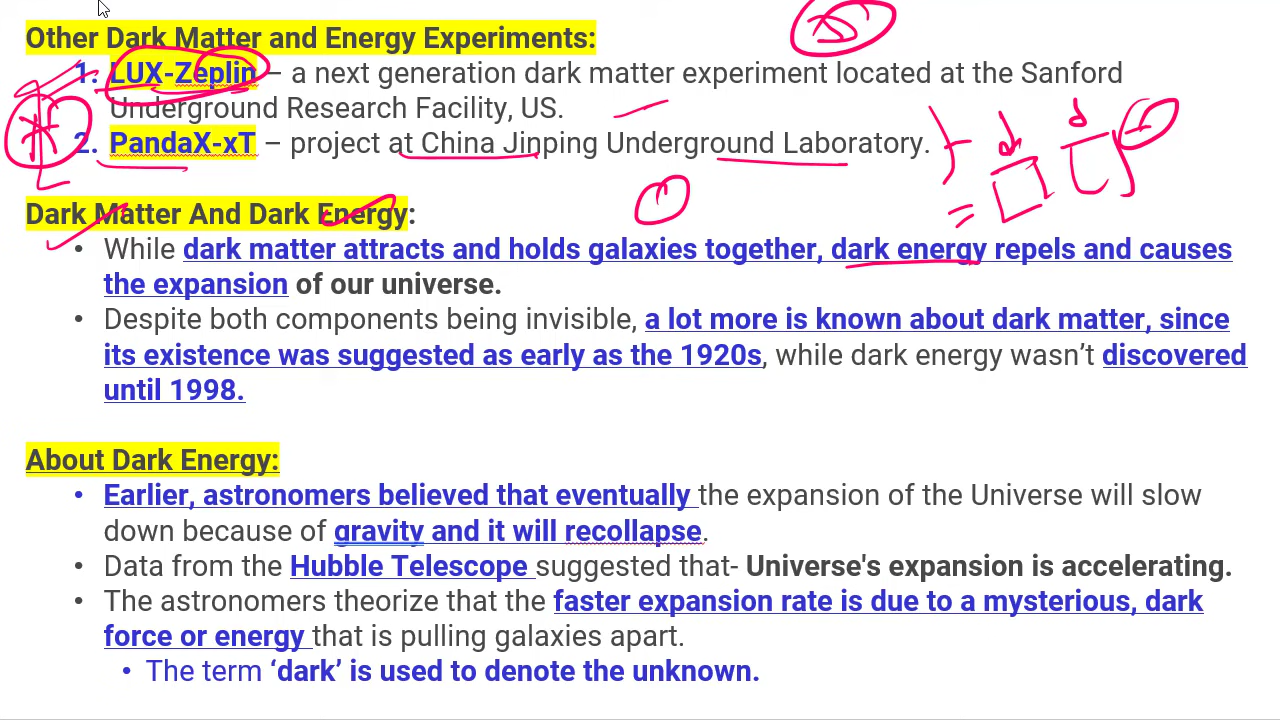 Other Dark Matter and Energy Experiments:
1. LUX-Zeplin – a next generation dark matter experiment located at the Sanford
Underground Research Facility, US.
2. PandaX-xT – project at China Jinping Underground Laboratory.
d
d
Dark Matter And Dark Energy:
• While dark matter attracts and holds galaxies together, dark energy repels and causes
the expansion of our universe.
• Despite both components being invisible, a lot more is known about dark matter, since
its existence was suggested as early as the 1920s, while dark energy wasn’t discovered
until 1998.
About Dark Energy:
• Earlier, astronomers believed that eventually the expansion of the Universe will slow
down because of gravity and it will recollapse.
• Data from the Hubble Telescope suggested that- Universe's expansion is accelerating.
• The astronomers theorize that the faster expansion rate is due to a mysterious, dark
force or energy that is pulling galaxies apart.
• The term ‘dark’ is used to denote the unknown.